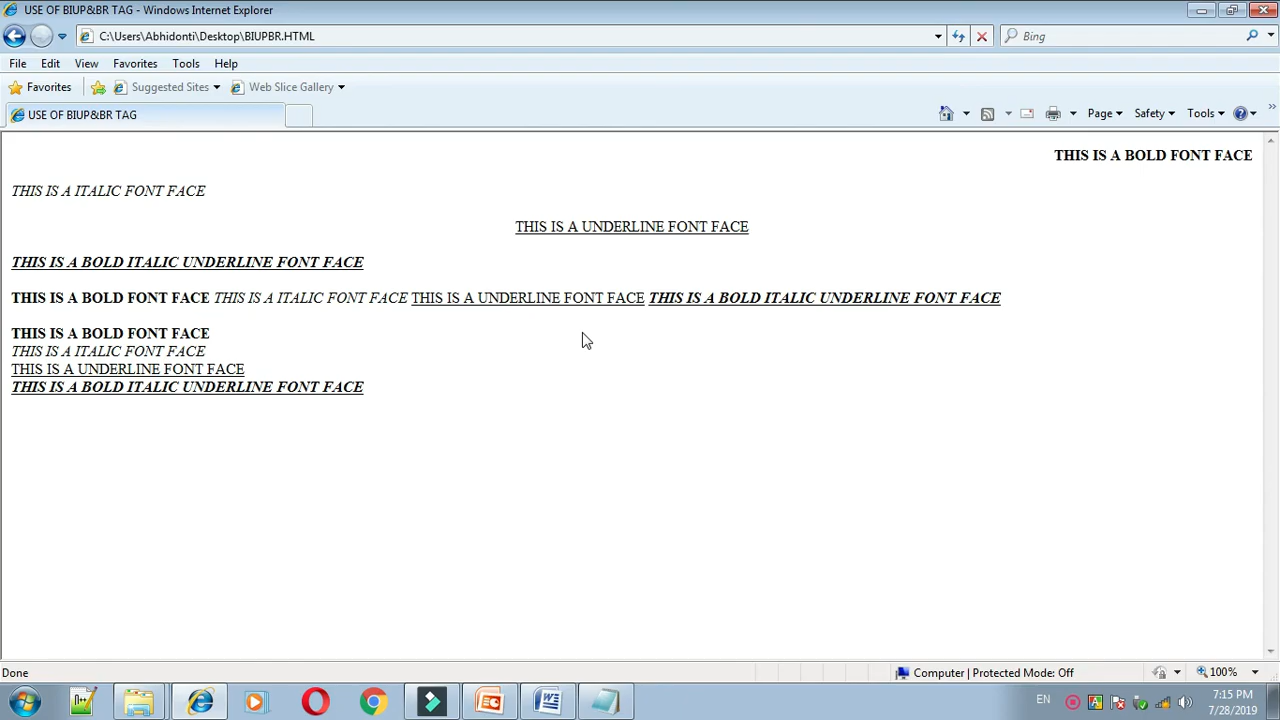 USE OF BIUP&BR TAG - Windows Internet Explorer
C:\Users\Abhidonti\Desktop\BIUPBR.HTML
Bing
File Edit View Favorites Tools Help
Favorites Suggested Sites Web Slice Gallery
USE OF BIUP&BR TAG
Page Safety Tools
THIS IS A BOLD FONT FACE
THIS IS A ITALIC FONT FACE
THIS IS A UNDERLINE FONT FACE
THIS IS A BOLD ITALIC UNDERLINE FONT FACE
THIS IS A BOLD FONT FACE THIS IS A ITALIC FONT FACE THIS IS A UNDERLINE FONT FACE THIS IS A BOLD ITALIC UNDERLINE FONT FACE
THIS IS A BOLD FONT FACE
THIS IS A ITALIC FONT FACE
THIS IS A UNDERLINE FONT FACE
THIS IS A BOLD ITALIC UNDERLINE FONT FACE
Done Computer | Protected Mode: Off 100%
EN 7:15 PM
7/28/2019